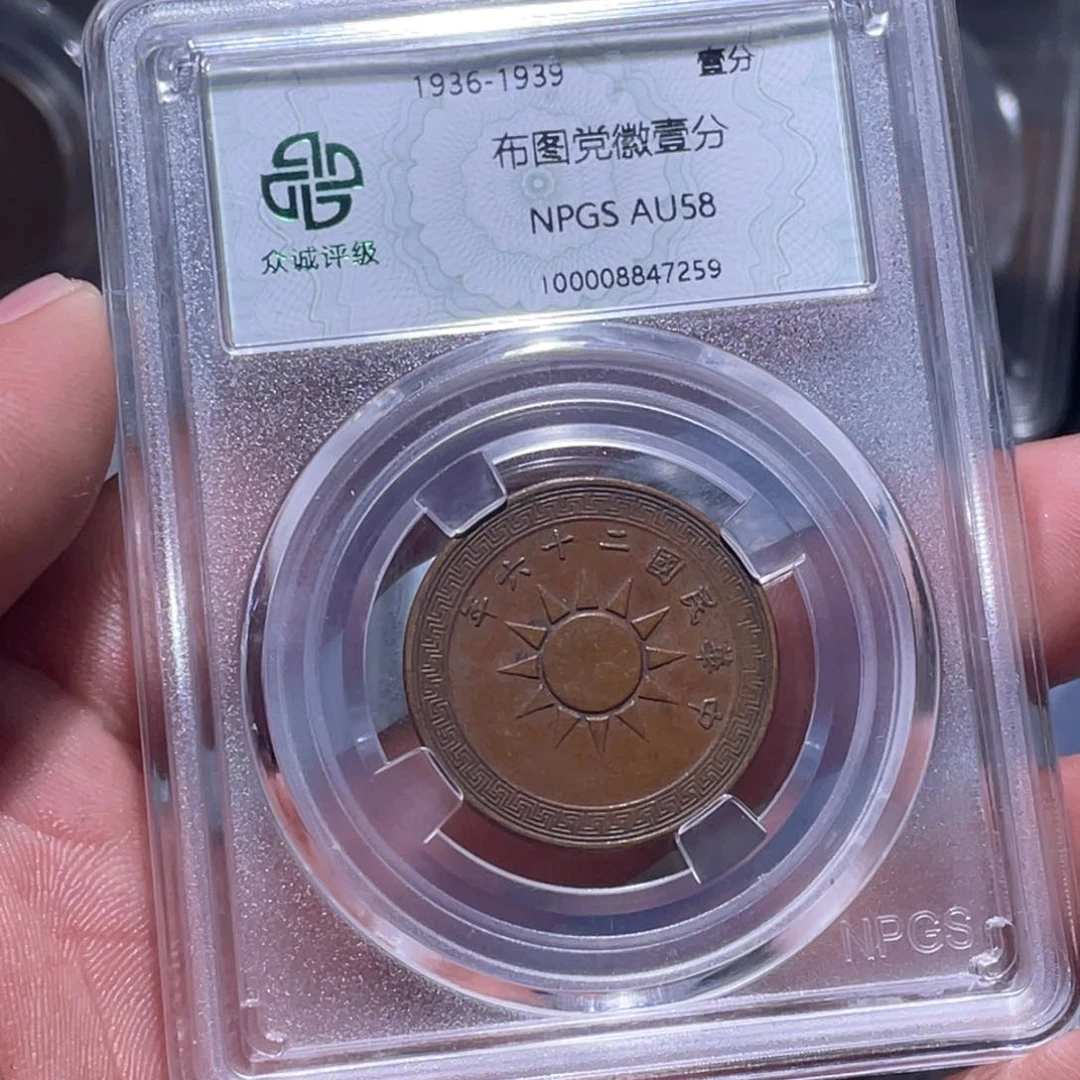 1936-1939 壹分
布图党徽壹分
NPGS AU58
100008847259
众诚评级
年六十二國民華中
NPGS